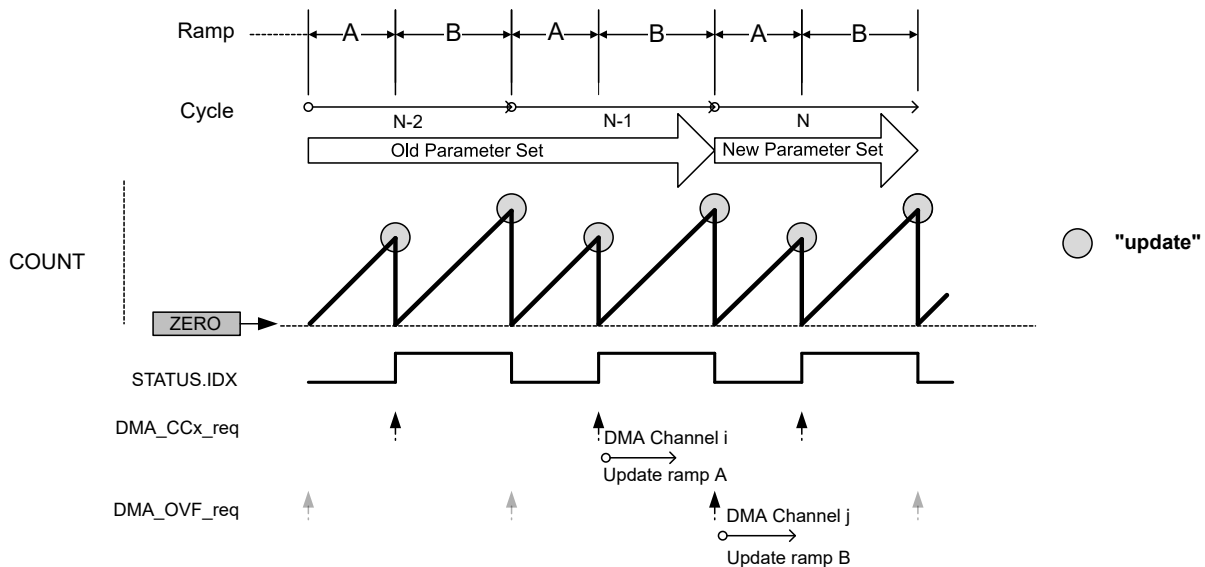 Ramp A B A B A B
Cycle
N-2 N-1 N
Old Parameter Set New Parameter Set
"update"
COUNT
ZERO
STATUS.IDX
DMA_CCx_req
DMA Channel i
Update ramp A
DMA_OVF_req
DMA Channel j
Update ramp B